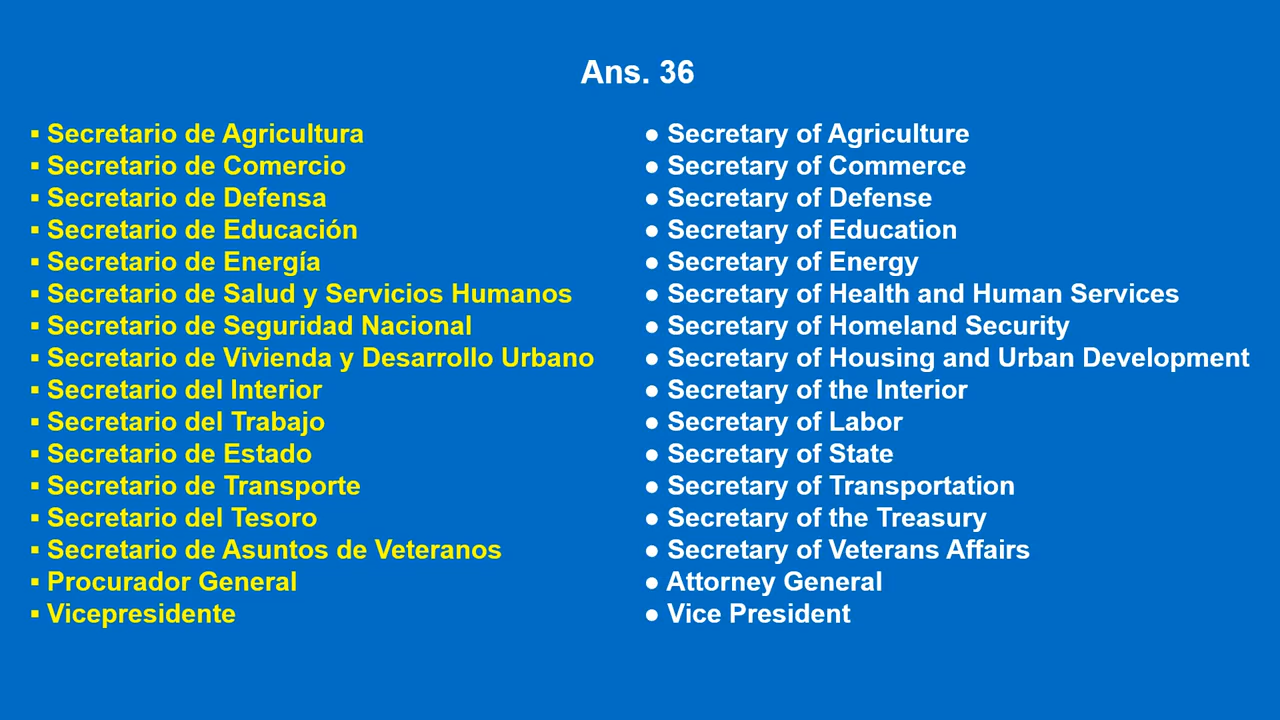 Ans. 36
▪ Secretario de Agricultura
▪ Secretario de Comercio
▪ Secretario de Defensa
▪ Secretario de Educación
▪ Secretario de Energía
▪ Secretario de Salud y Servicios Humanos
▪ Secretario de Seguridad Nacional
▪ Secretario de Vivienda y Desarrollo Urbano
▪ Secretario del Interior
▪ Secretario del Trabajo
▪ Secretario de Estado
▪ Secretario de Transporte
▪ Secretario del Tesoro
▪ Secretario de Asuntos de Veteranos
▪ Procurador General
▪ Vicepresidente
● Secretary of Agriculture
● Secretary of Commerce
● Secretary of Defense
● Secretary of Education
● Secretary of Energy
● Secretary of Health and Human Services
● Secretary of Homeland Security
● Secretary of Housing and Urban Development
● Secretary of the Interior
● Secretary of Labor
● Secretary of State
● Secretary of Transportation
● Secretary of the Treasury
● Secretary of Veterans Affairs
● Attorney General
● Vice President